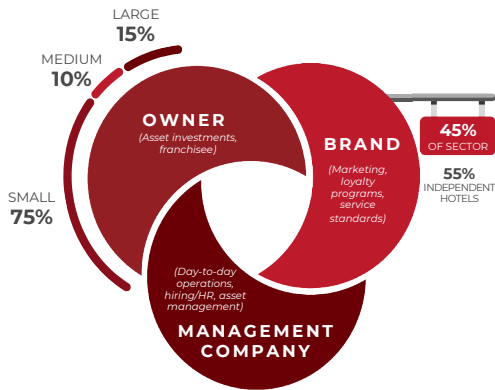 LARGE
15%
MEDIUM
10%
SMALL
75%
OWNER
(Asset investments,
franchisee)
BRAND
(Marketing,
loyalty
programs,
service
standards)
45%
OF SECTOR
55%
INDEPENDENT
HOTELS
(Day-to-day
operations,
hiring/HR, asset
management)
MANAGEMENT
COMPANY